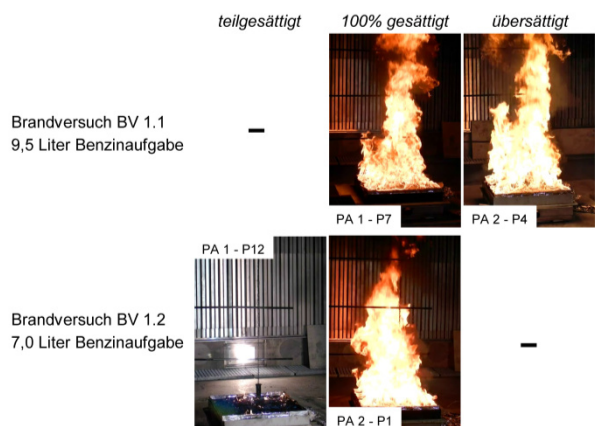 teilgesättigt 100% gesättigt übersättigt
Brandversuch BV 1.1
9,5 Liter Benzinaufgabe
–
PA 1 - P7 PA 2 - P4
PA 1 - P12
Brandversuch BV 1.2
7,0 Liter Benzinaufgabe
–
PA 2 - P1